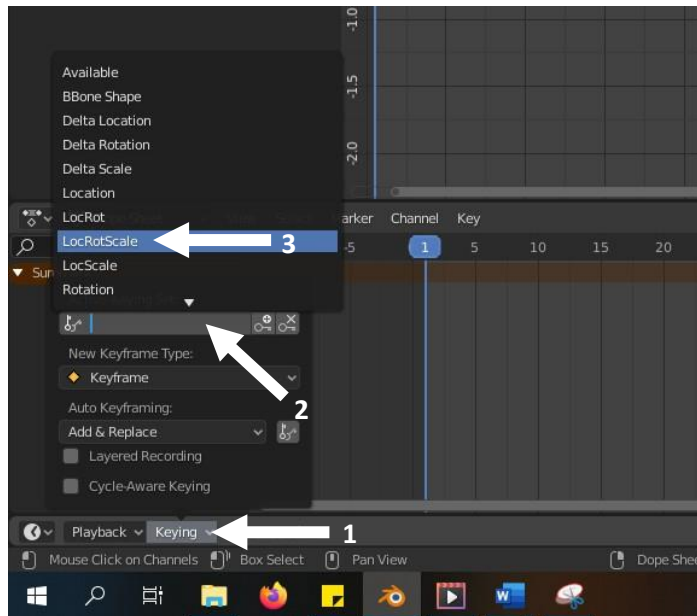 -1.0
-1.5
-2.0
Available
BBone Shape
Delta Location
Delta Rotation
Delta Scale
Location
LocRot
LocRotScale
3
LocScale
Rotation
Channel Key
-5 1 5 10 15 20
New Keyframe Type:
Keyframe
2
Auto Keyframing:
Add & Replace
Layered Recording
Cycle-Aware Keying
Playback Keying
1
Mouse Click on Channels Box Select Pan View Dope Shee